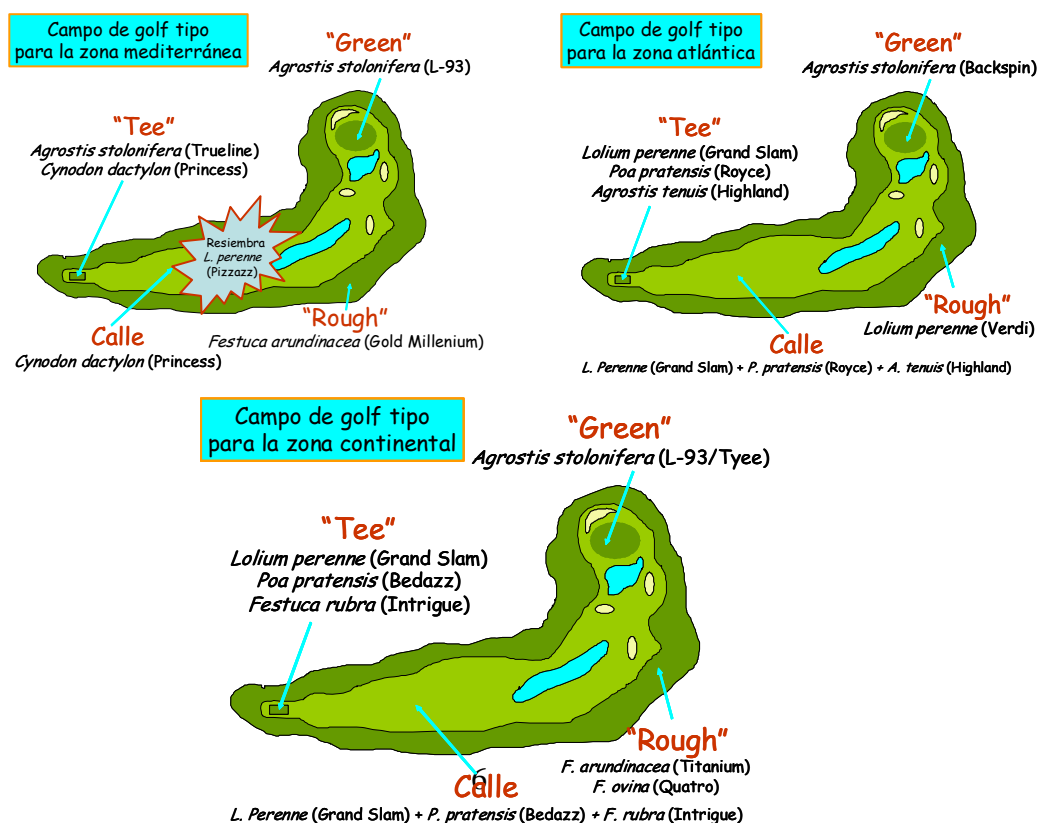 Campo de golf tipo
para la zona mediterránea
“Green”
Agrostis stolonifera (L-93)
“Tee”
Agrostis stolonifera (Trueline)
Cynodon dactylon (Princess)
Resiembra
L. perenne
(Pizzazz)
Calle
Cynodon dactylon (Princess)
“Rough”
Festuca arundinacea (Gold Millenium)
Campo de golf tipo
para la zona atlántica
“Green”
Agrostis stolonifera (Backspin)
“Tee”
Lolium perenne (Grand Slam)
Poa pratensis (Royce)
Agrostis tenuis (Highland)
“Rough”
Lolium perenne (Verdi)
Calle
L. Perenne (Grand Slam) + P. pratensis (Royce) + A. tenuis (Highland)
Campo de golf tipo
para la zona continental
“Green”
Agrostis stolonifera (L-93/Tyee)
“Tee”
Lolium perenne (Grand Slam)
Poa pratensis (Bedazz)
Festuca rubra (Intrigue)
“Rough”
F. arundinacea (Titanium)
F. ovina (Quatro)
6
Calle
L. Perenne (Grand Slam) + P. pratensis (Bedazz) + F. rubra (Intrigue)